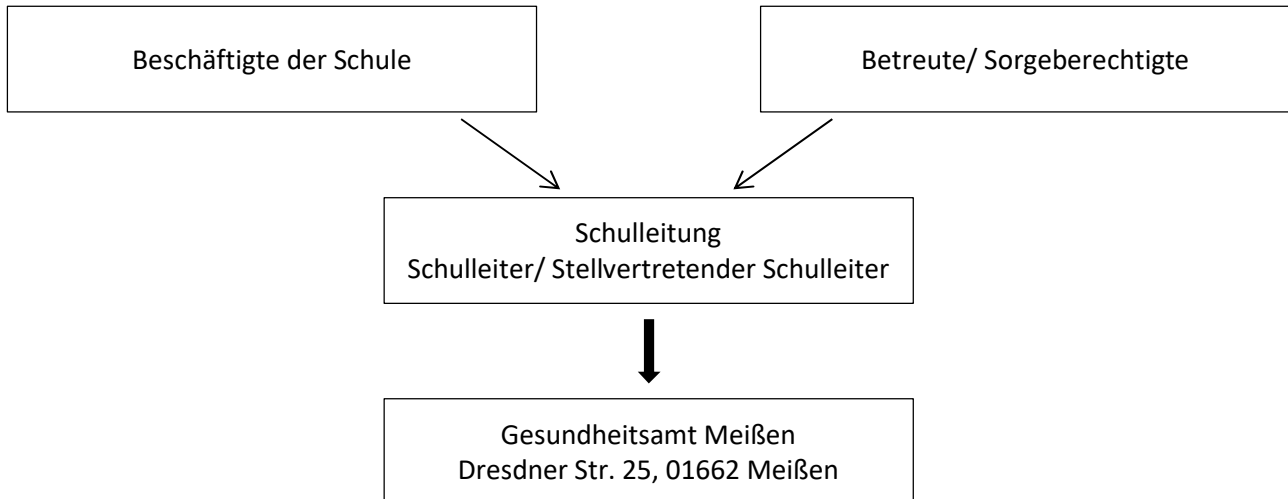 Beschäftigte der Schule
Betreute/ Sorgeberechtigte
Schulleitung
Schulleiter/ Stellvertretender Schulleiter
Gesundheitsamt Meißen
Dresdner Str. 25, 01662 Meißen